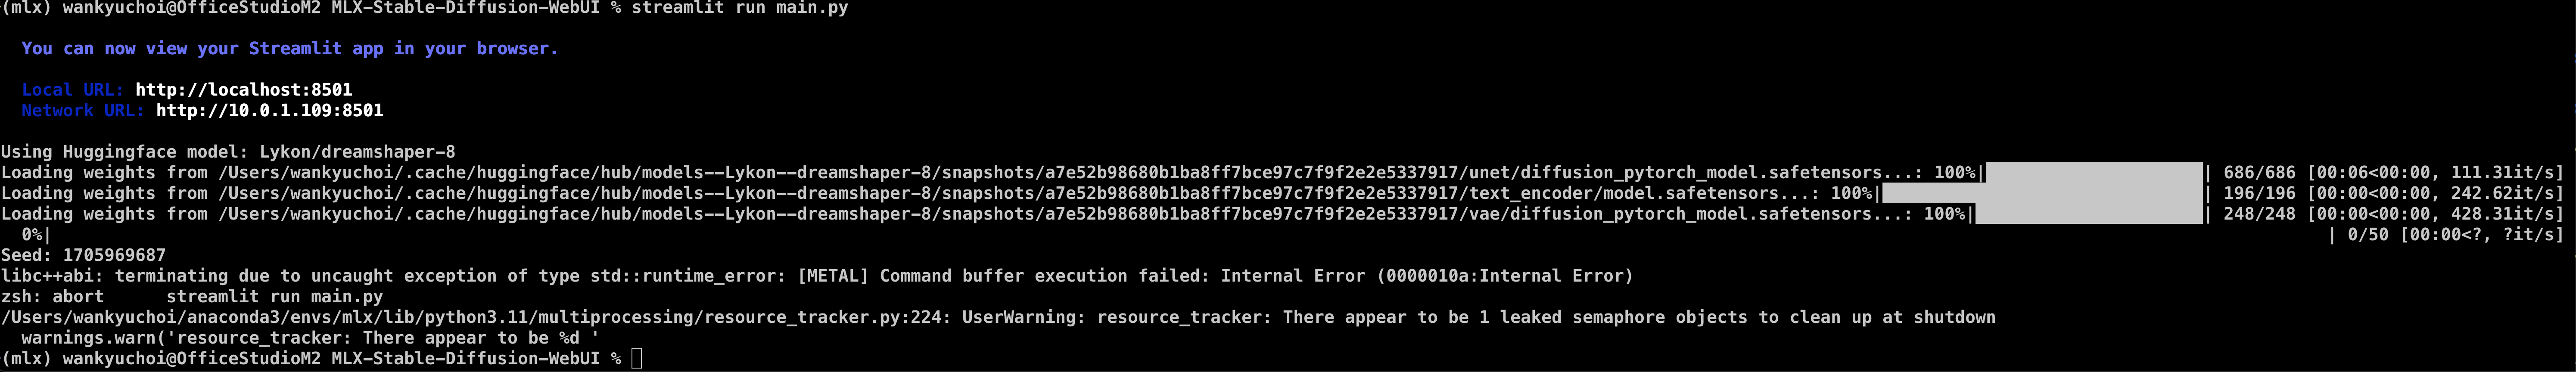 (mlx) wankyuchoi@OfficeStudioM2 MLX-Stable-Diffusion-WebUI % streamlit run main.py
You can now view your Streamlit app in your browser.
Local URL: http://localhost:8501
Network URL: http://10.0.1.109:8501
Using Huggingface model: Lykon/dreamshaper-8
Loading weights from /Users/wankyuchoi/.cache/huggingface/hub/models--Lykon--dreamshaper-8/snapshots/a7e52b98680b1ba8ff7bce97c7f9f2e2e5337917/unet/diffusion_pytorch_model.safetensors...: 100%| | 686/686 [00:06<00:00, 111.31it/s]
Loading weights from /Users/wankyuchoi/.cache/huggingface/hub/models--Lykon--dreamshaper-8/snapshots/a7e52b98680b1ba8ff7bce97c7f9f2e2e5337917/text_encoder/model.safetensors...: 100%| | 196/196 [00:00<00:00, 242.62it/s]
Loading weights from /Users/wankyuchoi/.cache/huggingface/hub/models--Lykon--dreamshaper-8/snapshots/a7e52b98680b1ba8ff7bce97c7f9f2e2e5337917/vae/diffusion_pytorch_model.safetensors...: 100%| | 248/248 [00:00<00:00, 428.31it/s]
0%| | 0/50 [00:00<?, ?it/s]
Seed: 1705969687
libc++abi: terminating due to uncaught exception of type std::runtime_error: [METAL] Command buffer execution failed: Internal Error (0000010a:Internal Error)
zsh: abort      streamlit run main.py
/Users/wankyuchoi/anaconda3/envs/mlx/lib/python3.11/multiprocessing/resource_tracker.py:224: UserWarning: resource_tracker: There appear to be 1 leaked semaphore objects to clean up at shutdown
warnings.warn('resource_tracker: There appear to be %d '
(mlx) wankyuchoi@OfficeStudioM2 MLX-Stable-Diffusion-WebUI %